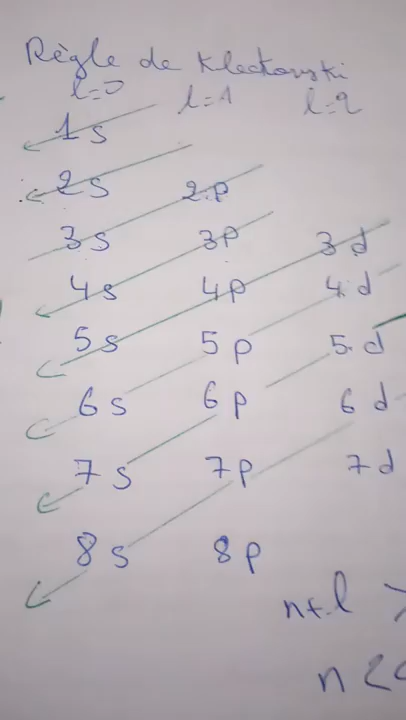 Règle de Klechowski
l=0 l=1 l=2
1s
2s 2p
3s 3p 3d
4s 4p 4d
5s 5p 5d
6s 6p 6d
7s 7p 7d
8s 8p
n+l >
n <<